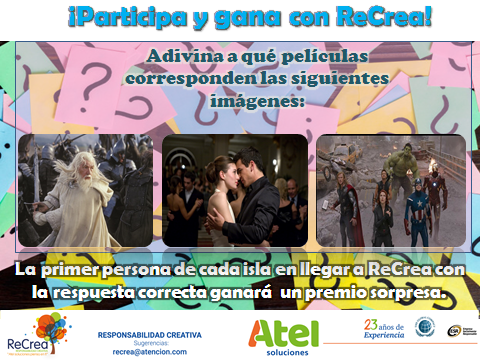 ¡Participa y gana con ReCrea!
Adivina a qué películas
corresponden las siguientes
imágenes:
La primer persona de cada isla en llegar a ReCrea con
la respuesta correcta ganará un premio sorpresa.
ReCrea
RESPONSABILIDAD CREATIVA
Sugerencias:
recrea@atencion.com
Atel
soluciones
23 años de
Experiencia
ESR